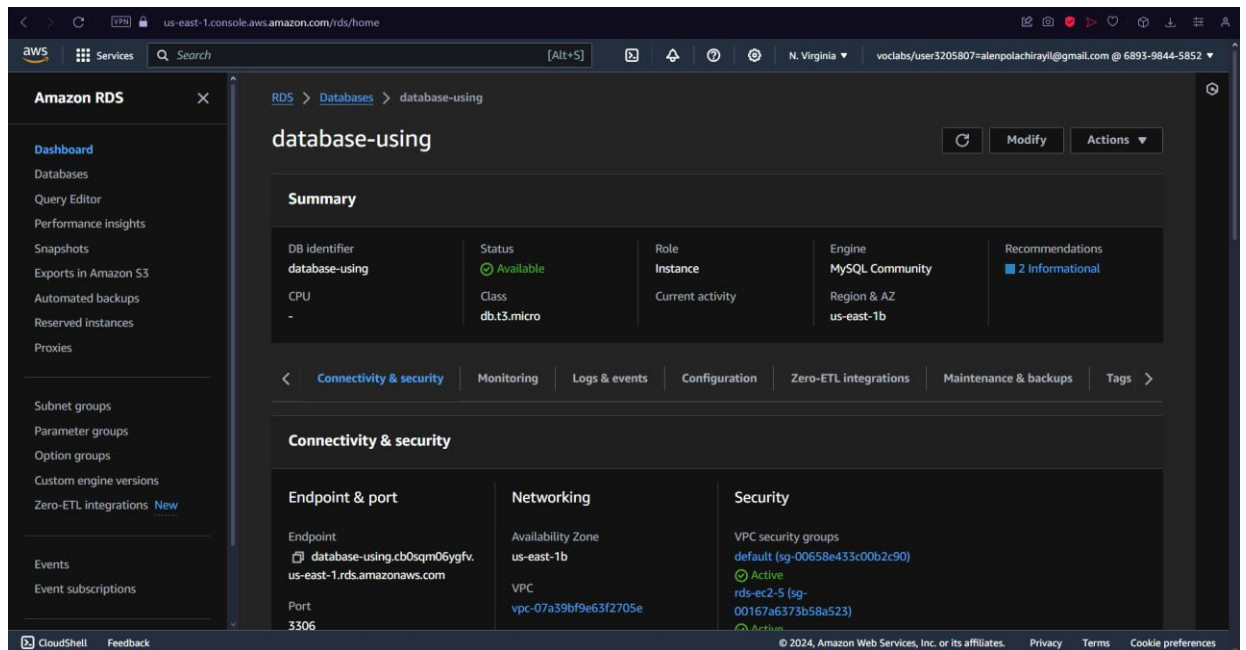 VPN us-east-1.console.aws.amazon.com/rds/home
aws Services Search [Alt+S] N. Virginia voclabs/user3205807=alenpolachirayil@gmail.com @ 6893-9844-5852
Amazon RDS
Dashboard
Databases
Query Editor
Performance insights
Snapshots
Exports in Amazon S3
Automated backups
Reserved instances
Proxies
Subnet groups
Parameter groups
Option groups
Custom engine versions
Zero-ETL integrations New
Events
Event subscriptions
RDS > Databases > database-using
database-using
Modify Actions
Summary
DB identifier
database-using
CPU
-
Status
Available
Class
db.t3.micro
Role
Instance
Current activity
Engine
MySQL Community
Region & AZ
us-east-1b
Recommendations
2 Informational
Connectivity & security Monitoring Logs & events Configuration Zero-ETL integrations Maintenance & backups Tags
Connectivity & security
Endpoint & port
Endpoint
database-using.cb0sqm06ygfv.
us-east-1.rds.amazonaws.com
Port
3306
Networking
Availability Zone
us-east-1b
VPC
vpc-07a39bf9e63f2705e
Security
VPC security groups
default (sg-00658e433c00b2c90)
Active
rds-ec2-5 (sg-
00167a6373b58a523)
Active
CloudShell Feedback © 2024, Amazon Web Services, Inc. or its affiliates. Privacy Terms Cookie preferences